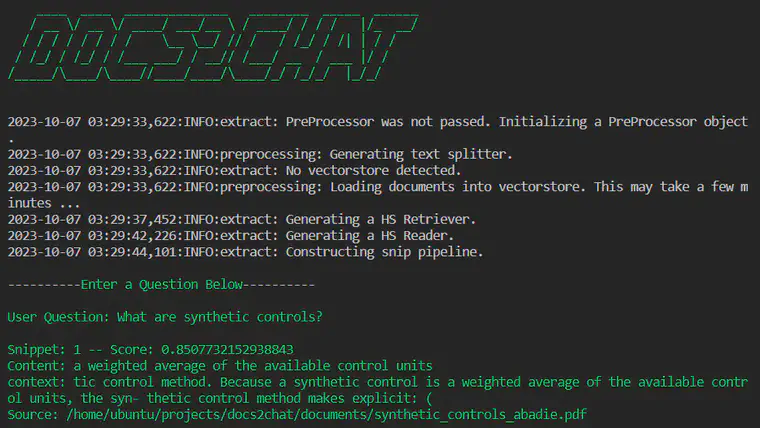 DOCS2CHAT
2023-10-07 03:29:33,622:INFO:extract: PreProcessor was not passed. Initializing a PreProcessor object
.
2023-10-07 03:29:33,622:INFO:preprocessing: Generating text splitter.
2023-10-07 03:29:33,622:INFO:extract: No vectorstore detected.
2023-10-07 03:29:33,622:INFO:preprocessing: Loading documents into vectorstore. This may take a few m
inutes ...
2023-10-07 03:29:37,452:INFO:extract: Generating a HS Retriever.
2023-10-07 03:29:42,226:INFO:extract: Generating a HS Reader.
2023-10-07 03:29:44,101:INFO:extract: Constructing snip pipeline.
----------Enter a Question Below----------
User Question: What are synthetic controls?
Snippet: 1 -- Score: 0.8507732152938843
Content: a weighted average of the available control units
context: tic control method. Because a synthetic control is a weighted average of the available contr
ol units, the syn- thetic control method makes explicit: (
Source: /home/ubuntu/projects/docs2chat/documents/synthetic_controls_abadie.pdf